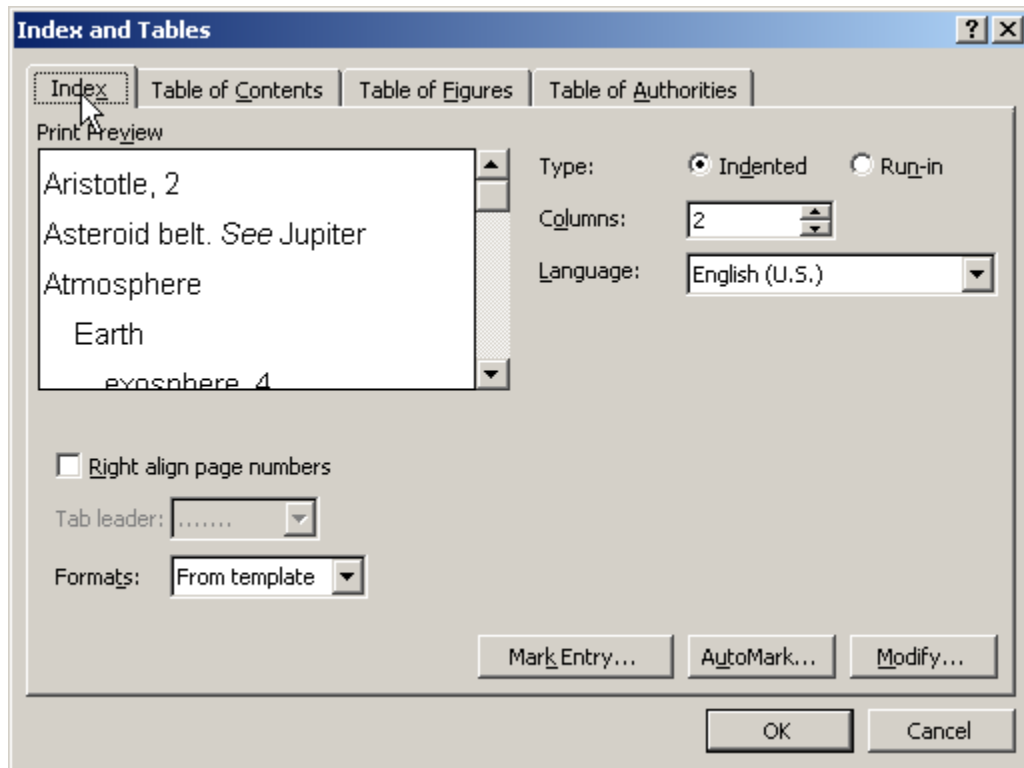 Index and Tables
Index Table of Contents Table of Figures Table of Authorities
Print Preview
Aristotle, 2
Asteroid belt. See Jupiter
Atmosphere
Earth
exosphere, 4
Type: Indented Run-in
Columns: 2
Language: English (U.S.)
Right align page numbers
Tab leader: .......
Formats: From template
Mark Entry... AutoMark... Modify...
OK Cancel